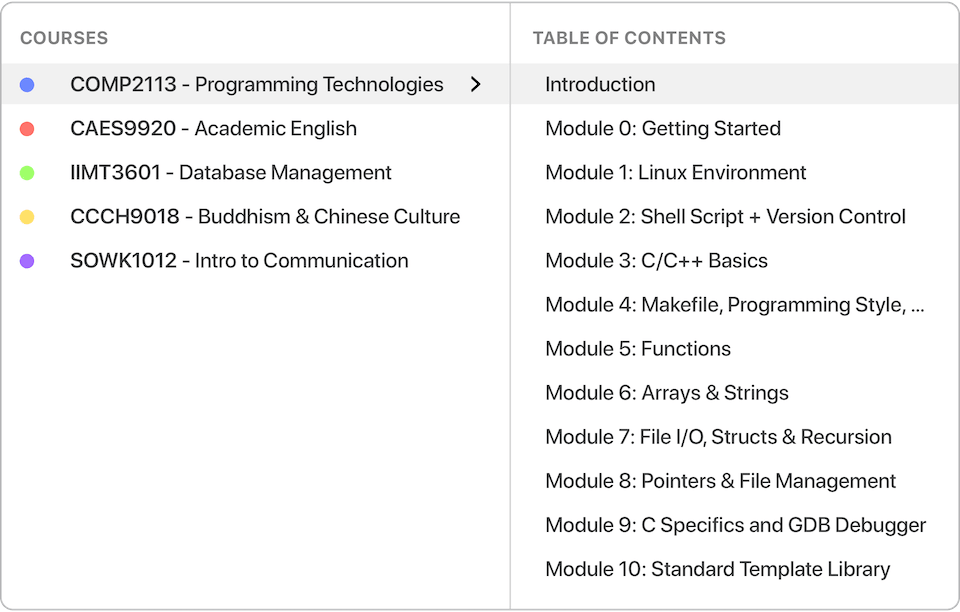 COURSES
COMP2113 - Programming Technologies
CAES9920 - Academic English
IIMT3601 - Database Management
CCCH9018 - Buddhism & Chinese Culture
SOWK1012 - Intro to Communication
TABLE OF CONTENTS
Introduction
Module 0: Getting Started
Module 1: Linux Environment
Module 2: Shell Script + Version Control
Module 3: C/C++ Basics
Module 4: Makefile, Programming Style, ...
Module 5: Functions
Module 6: Arrays & Strings
Module 7: File I/O, Structs & Recursion
Module 8: Pointers & File Management
Module 9: C Specifics and GDB Debugger
Module 10: Standard Template Library